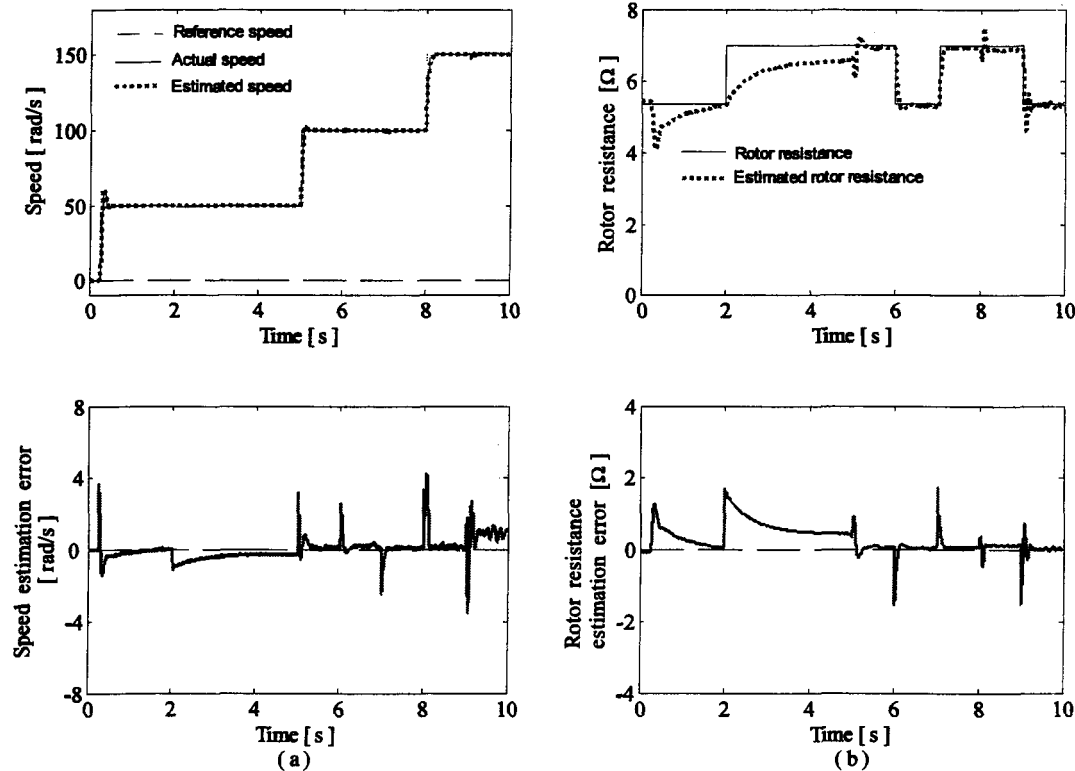 Reference speed
Actual speed
Estimated speed
150
100
50
0
Speed [ rad/s]
0 2 4 6 8 10
Time [ s ]
8
6
4
2
0
Rotor resistance [Ω]
Rotor resistance
Estimated rotor resistance
0 2 4 6 8 10
Time [ s ]
8
4
0
-4
-8
Speed estimation error
[ rad/s]
0 2 4 6 8 10
Time [ s ]
( a )
4
2
0
-2
-4
Rotor resistance
estimation error [Ω]
0 2 4 6 8 10
Time [ s ]
( b )